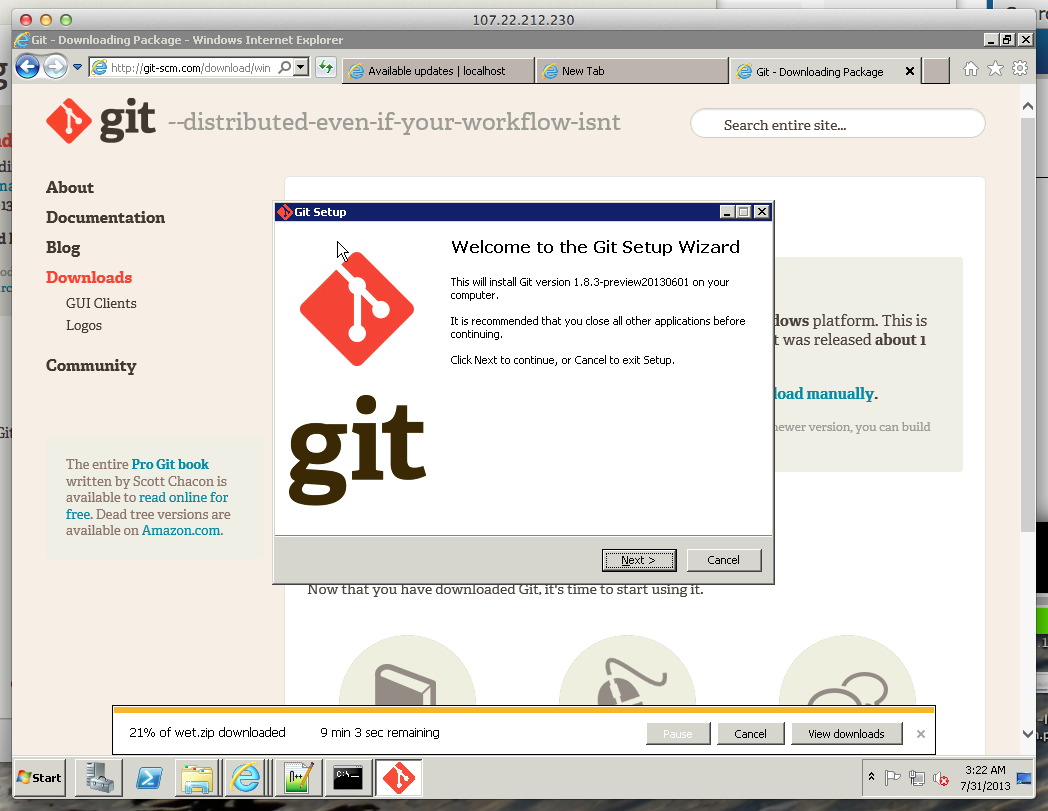 107.22.212.230
Git - Downloading Package - Windows Internet Explorer
http://git-scm.com/download/win
Available updates | localhost
New Tab
Git - Downloading Package
git --distributed-even-if-your-workflow-isnt
Search entire site...
About
Documentation
Blog
Downloads
GUI Clients
Logos
Community
The entire Pro Git book
written by Scott Chacon is
available to read online for
free. Dead tree versions are
available on Amazon.com.
Git Setup
Welcome to the Git Setup Wizard
This will install Git version 1.8.3-preview20130601 on your
computer.
It is recommended that you close all other applications before
continuing.
Click Next to continue, or Cancel to exit Setup.
git
Next >
Cancel
dows platform. This is
t was released about 1
load manually.
newer version, you can build
Now that you have downloaded Git, it's time to start using it.
21% of wet.zip downloaded
9 min 3 sec remaining
Pause
Cancel
View downloads
Start
3:22 AM
7/31/2013